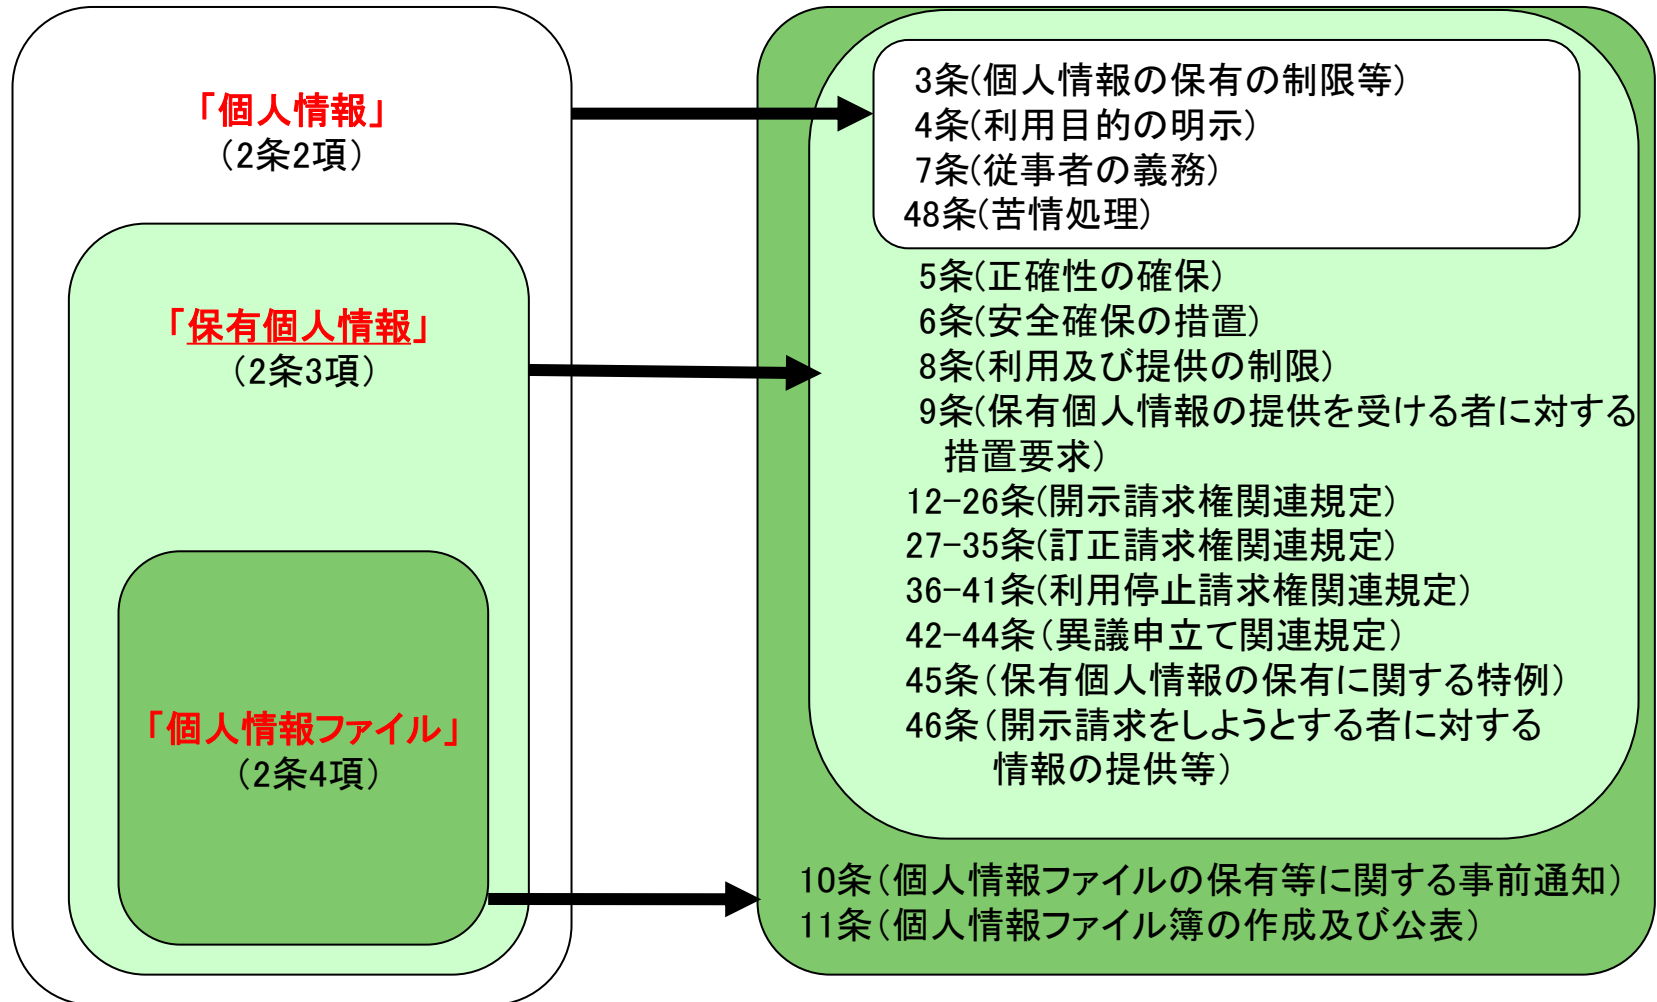 「個人情報」
（2条2項）
「保有個人情報」
（2条3項）
「個人情報ファイル」
（2条4項）
3条(個人情報の保有の制限等)
4条(利用目的の明示)
7条(従事者の義務)
48条(苦情処理)
5条(正確性の確保)
6条(安全確保の措置)
8条(利用及び提供の制限)
9条(保有個人情報の提供を受ける者に対する
措置要求)
12-26条(開示請求権関連規定)
27-35条(訂正請求権関連規定)
36-41条(利用停止請求権関連規定)
42-44条（異議申立て関連規定）
45条（保有個人情報の保有に関する特例）
46条（開示請求をしようとする者に対する
情報の提供等）
10条（個人情報ファイルの保有等に関する事前通知）
11条（個人情報ファイル簿の作成及び公表）